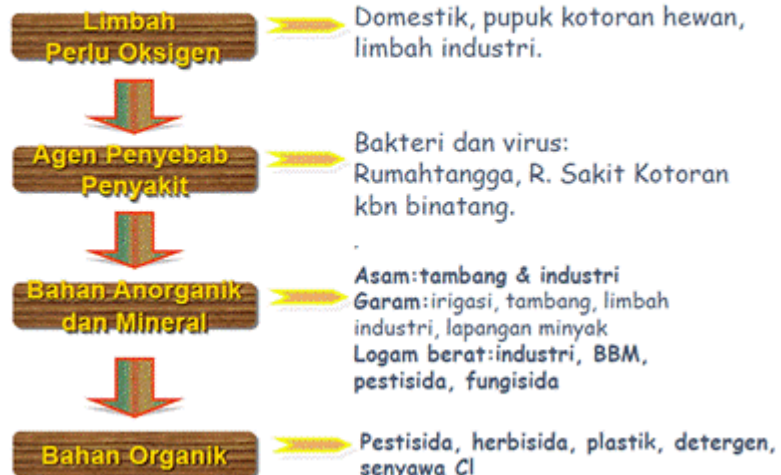 Limbah
Perlu Oksigen
Domestik, pupuk kotoran hewan,
limbah industri.
Agen Penyebab
Penyakit
Bakteri dan virus:
Rumahtangga, R. Sakit Kotoran
kbn binatang.
.
Bahan Anorganik
dan Mineral
Asam:tambang & industri
Garam:irigasi, tambang, limbah
industri, lapangan minyak
Logam berat:industri, BBM,
pestisida, fungisida
Bahan Organik
Pestisida, herbisida, plastik, detergen,
senyawa Cl